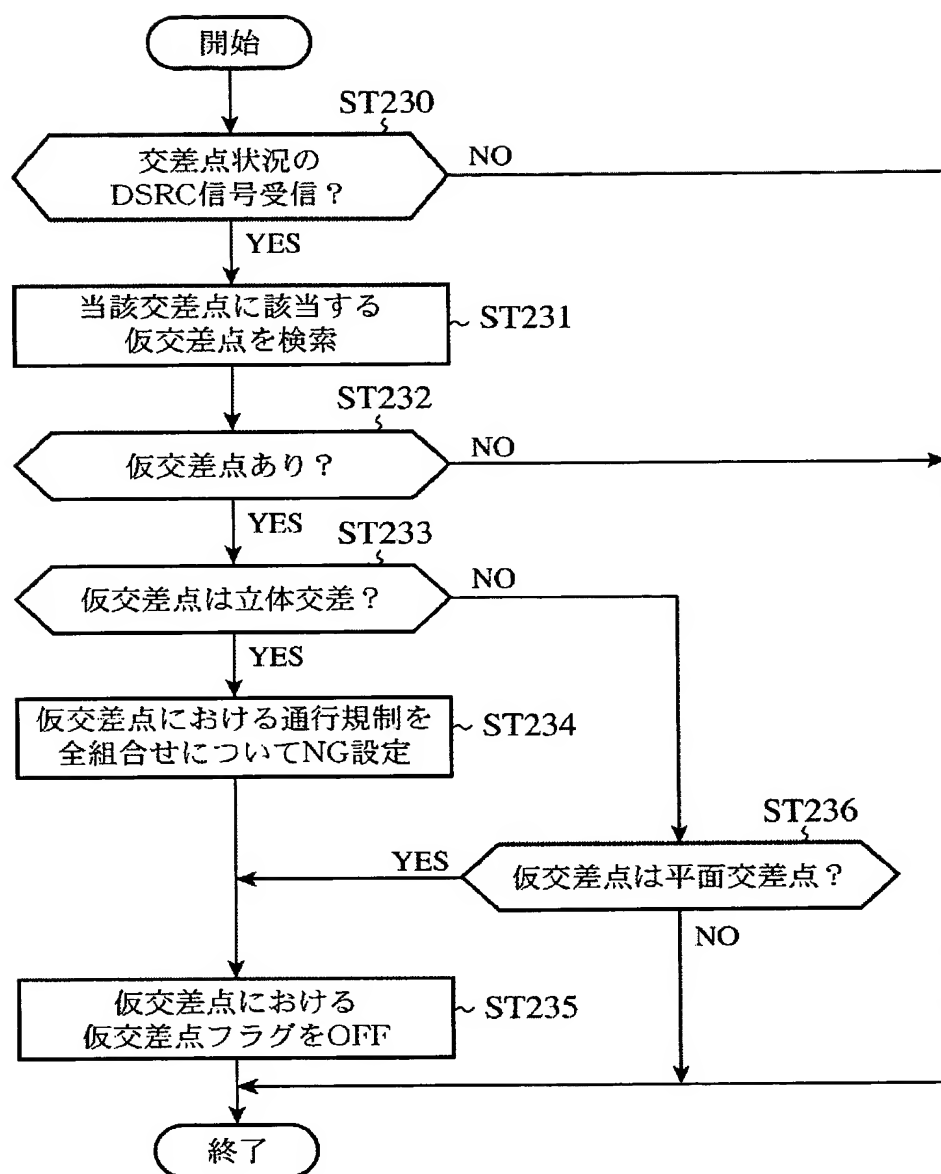 開始
ST230
交差点状況の
DSRC信号受信？
NO
YES
当該交差点に該当する
仮交差点を検索
ST231
ST232
仮交差点あり？
NO
YES
ST233
仮交差点は立体交差？
NO
YES
仮交差点における通行規制を
全組合せについてNG設定
ST234
ST236
YES
仮交差点は平面交差点？
NO
仮交差点における
仮交差点フラグをOFF
ST235
終了